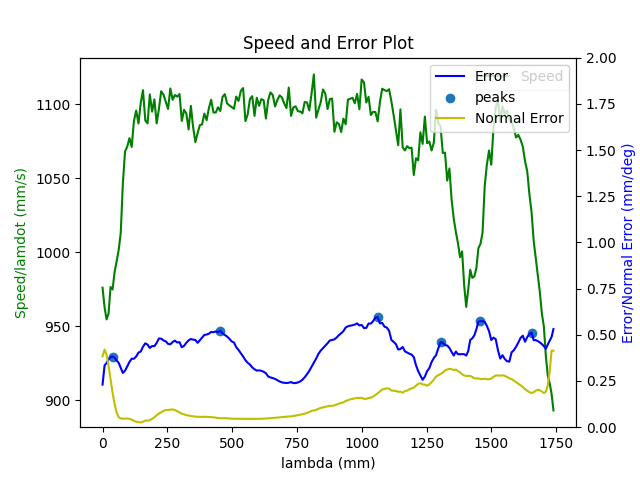 Speed and Error Plot
Error
Speed
peaks
Normal Error
Speed/lamdot (mm/s)
1100
1050
1000
950
900
2.00
1.75
1.50
1.25
1.00
0.75
0.50
0.25
0.00
Error/Normal Error (mm/deg)
0
250
500
750
1000
1250
1500
1750
lambda (mm)